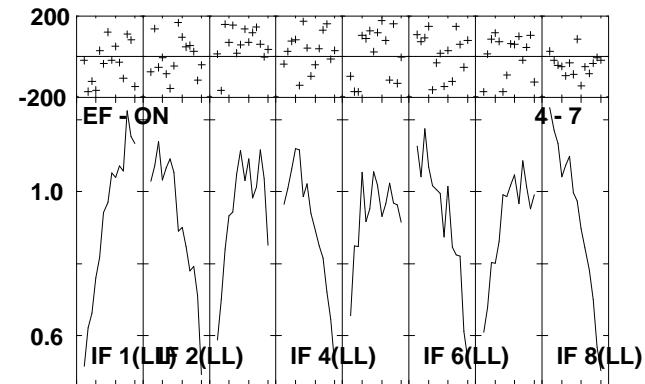 200
-200
EF - ON 4 - 7
1.0
0.6
IF 1(LL) IF 2(LL) IF 4(LL) IF 6(LL) IF 8(LL)